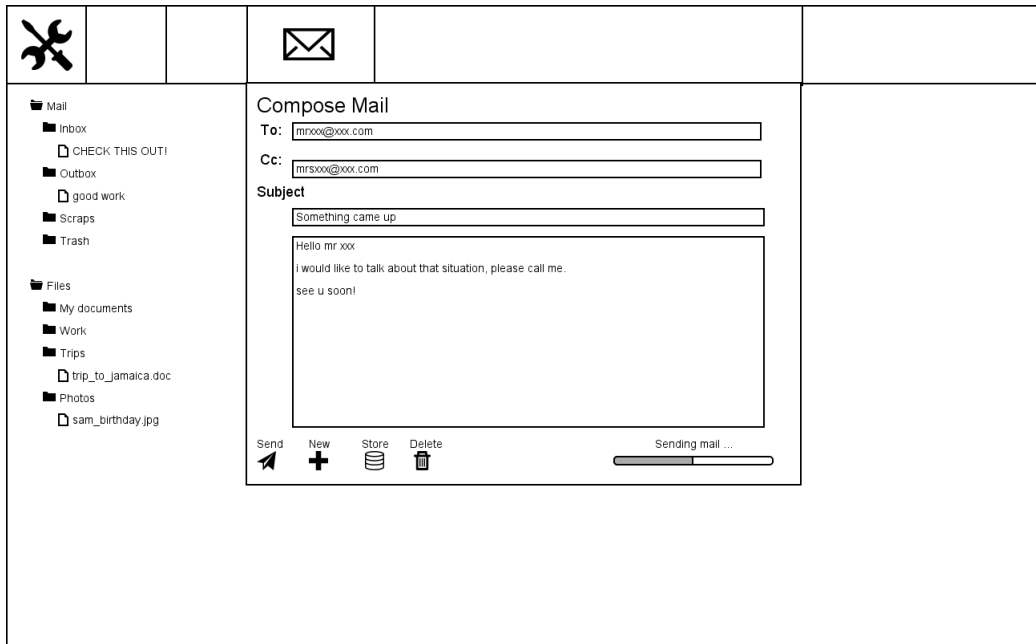 Mail
Inbox
CHECK THIS OUT!
Outbox
good work
Scraps
Trash
Files
My documents
Work
Trips
trip_to_jamaica.doc
Photos
sam_birthday.jpg
Compose Mail
To: mrxxx@xxx.com
Cc: mrsxxx@xxx.com
Subject
Something came up
Hello mr xxx
i would like to talk about that situation, please call me.
see u soon!
Send New Store Delete
Sending mail ...